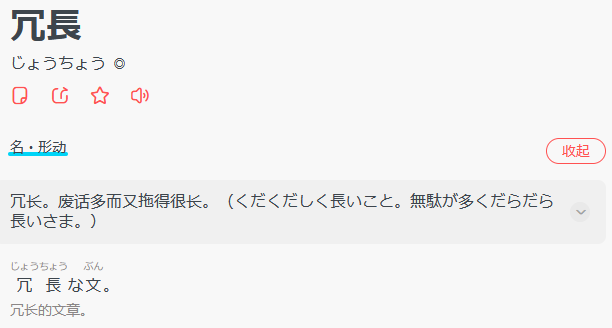 冗長
じょうちょう ◎
名・形动
收起
冗长。废话多而又拖得很长。（くだくだしく長いこと。無駄が多くだらだら
長いさま。）
じょうちょう ぶん
冗長な文。
冗长的文章。